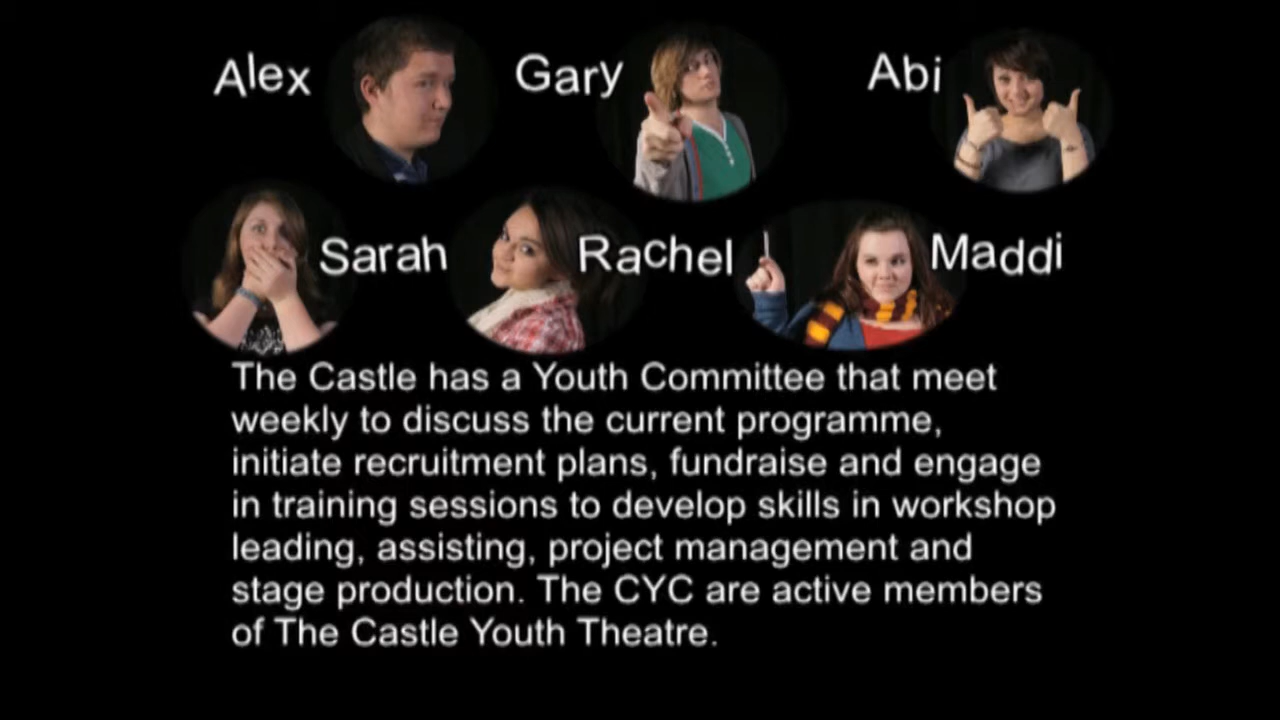 Alex Gary Abi
Sarah Rachel Maddi
The Castle has a Youth Committee that meet
weekly to discuss the current programme,
initiate recruitment plans, fundraise and engage
in training sessions to develop skills in workshop
leading, assisting, project management and
stage production. The CYC are active members
of The Castle Youth Theatre.